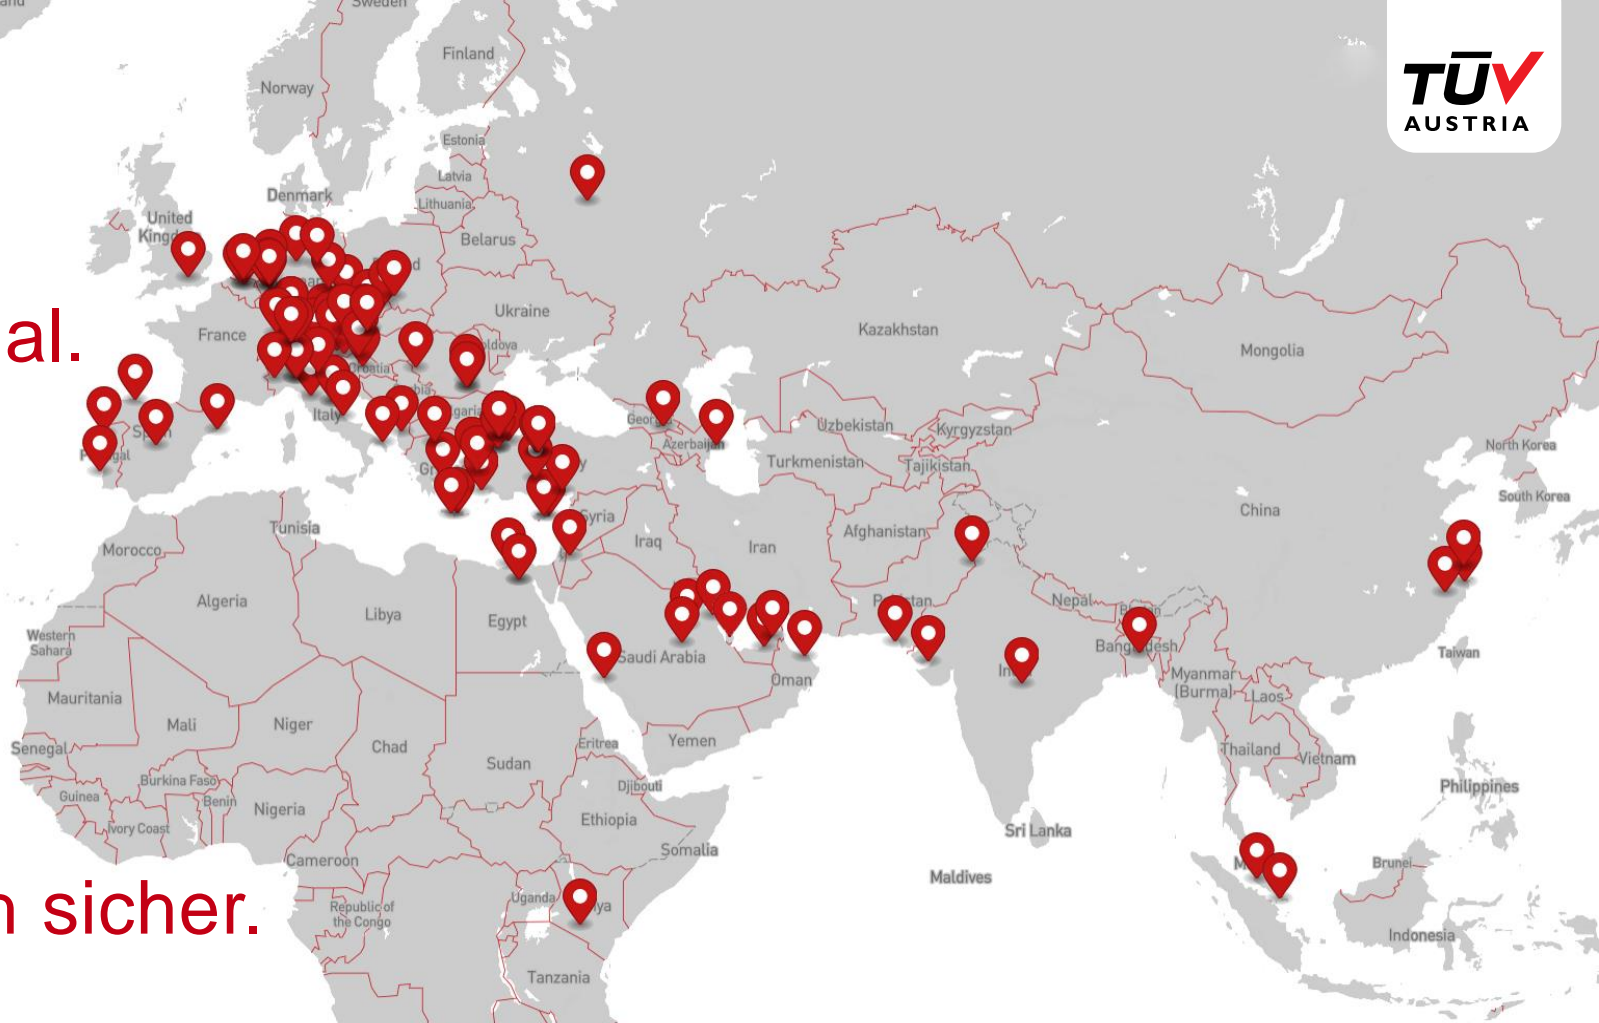 Sweden
Finland
Norway
TÜV
AUSTRIA
Estonia
Latvia
Denmark
Lithuania
United
Belarus
Ukraine
al.
France
Kazakhstan
Mongolia
Croatia
Italy
Uzbekistan
Kyrgyzstan
Azerbaijan
North Korea
Turkmenistan
Tajikistan
South Korea
Syria
China
Tunisia
Afghanistan
Morocco
Iraq
Iran
Algeria
Nepal
Libya
Egypt
Western
Sahara
Bangladesh
Taiwan
Saudi Arabia
Myanmar
(Burma)
Oman
Laos
Mauritania
Mali
Niger
Senegal
Chad
Eritrea
Yemen
Thailand
Vietnam
Sudan
Burkina Faso
Djibouti
Philippines
Guinea
Benin
Nigeria
Ethiopia
Ivory Coast
Sri Lanka
Somalia
Cameroon
Brunei
Maldives
Uganda
n sicher.
Republic of
the Congo
Indonesia
Tanzania